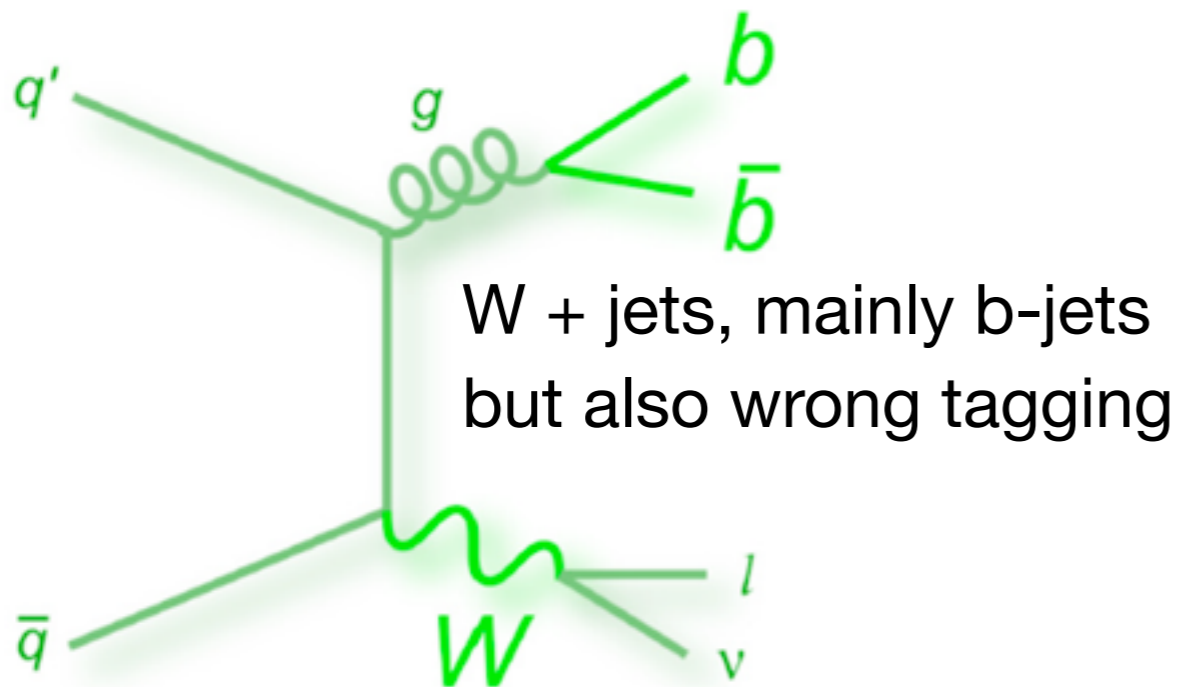 q'
g
b
b̄
W + jets, mainly b-jets
but also wrong tagging
q̄
W
l
ν